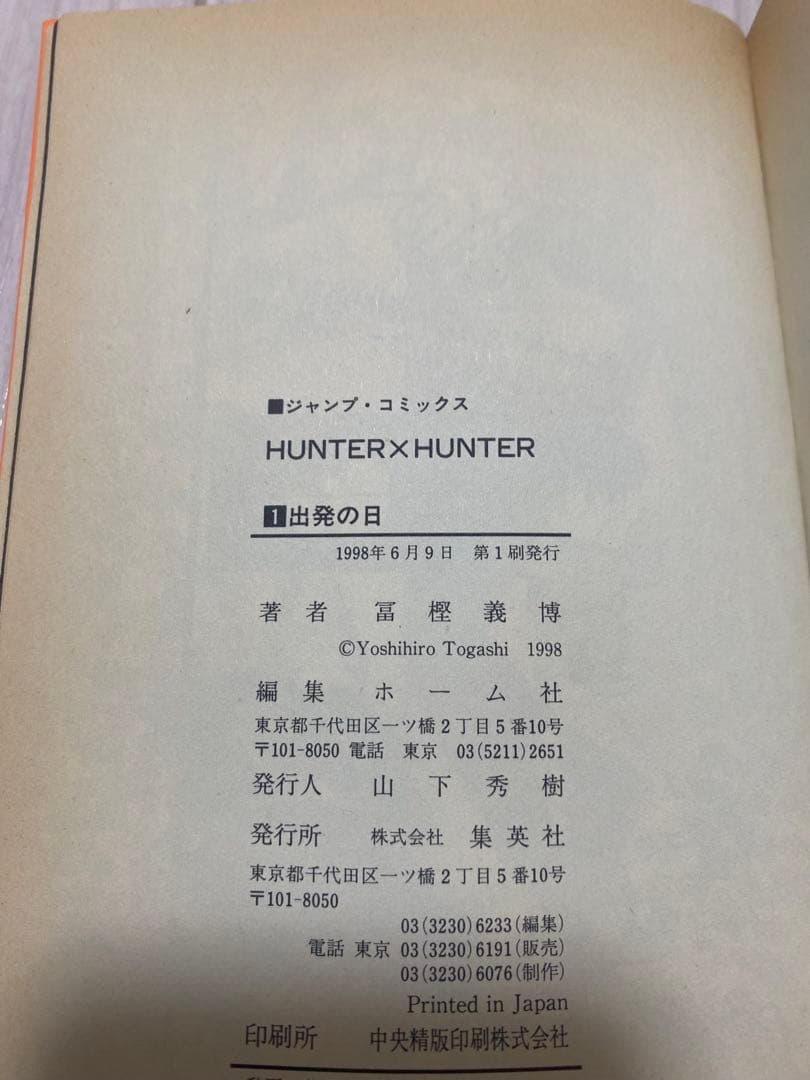 ■ジャンプ・コミックス
HUNTER×HUNTER
1出発の日
1998年6月9日 第1刷発行
著者 冨樫義博
©Yoshihiro Togashi 1998
編集 ホーム社
東京都千代田区一ツ橋2丁目5番10号
〒101-8050 電話 東京 03(5211)2651
発行人 山下秀樹
発行所 株式会社 集英社
東京都千代田区一ツ橋2丁目5番10号
〒101-8050
03(3230)6233(編集)
電話 東京 03(3230)6191(販売)
03(3230)6076(制作)
Printed in Japan
印刷所 中央精版印刷株式会社